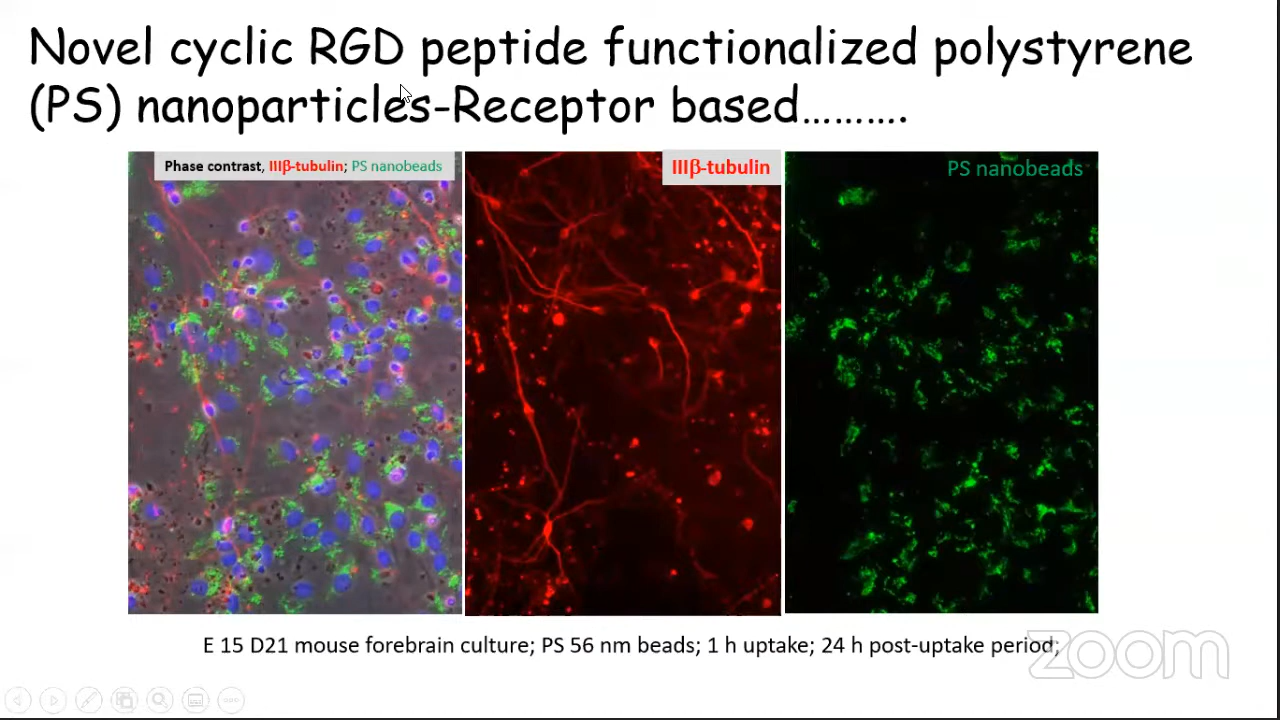 Novel cyclic RGD peptide functionalized polystyrene
(PS) nanoparticles-Receptor based……….
Phase contrast, IIIβ-tubulin; PS nanobeads
IIIβ-tubulin
PS nanobeads
E 15 D21 mouse forebrain culture; PS 56 nm beads; 1 h uptake; 24 h post-uptake period;
zoom